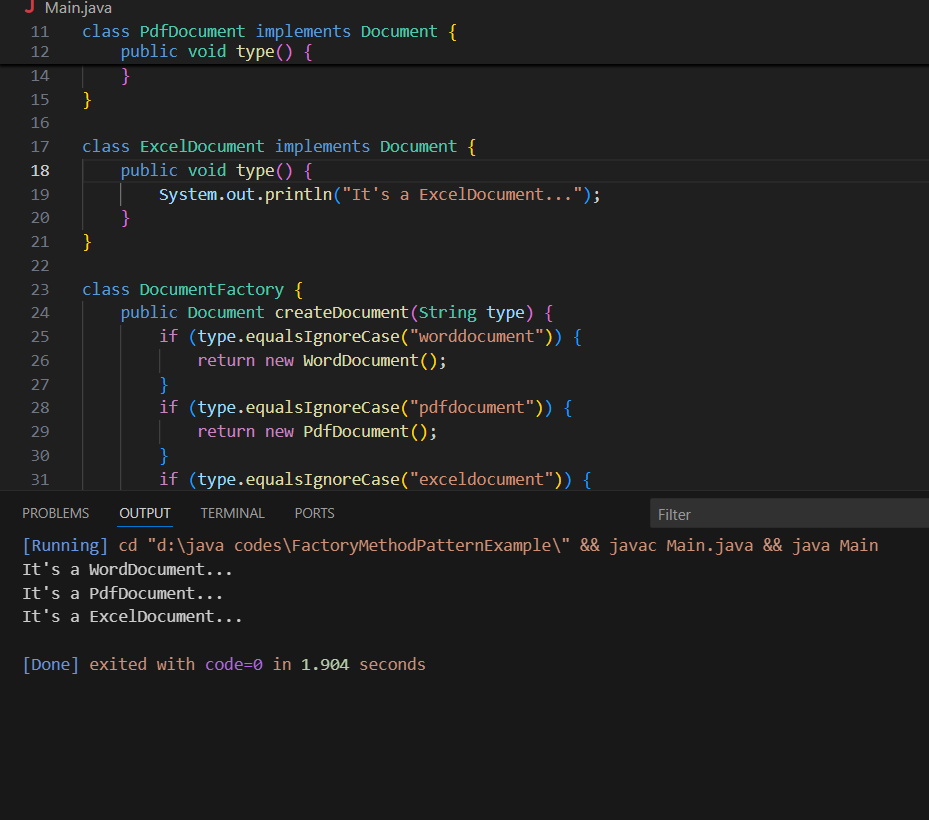 Main.java
11 class PdfDocument implements Document {
12 public void type() {
14 }
15 }
16
17 class ExcelDocument implements Document {
18 public void type() {
19 System.out.println("It's a ExcelDocument...");
20 }
21 }
22
23 class DocumentFactory {
24 public Document createDocument(String type) {
25 if (type.equalsIgnoreCase("worddocument")) {
26 return new WordDocument();
27 }
28 if (type.equalsIgnoreCase("pdfdocument")) {
29 return new PdfDocument();
30 }
31 if (type.equalsIgnoreCase("exceldocument")) {
PROBLEMS OUTPUT TERMINAL PORTS Filter
[Running] cd "d:\java codes\FactoryMethodPatternExample\" && javac Main.java && java Main
It's a WordDocument...
It's a PdfDocument...
It's a ExcelDocument...
[Done] exited with code=0 in 1.904 seconds